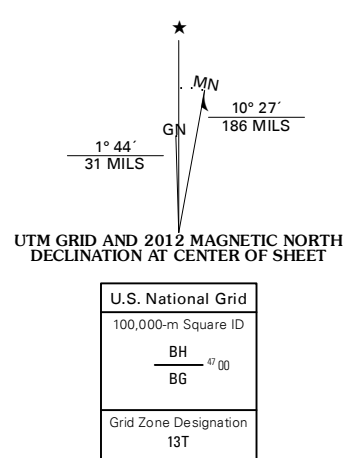 ★
MN
GN
10° 27´
186 MILS
1° 44´
31 MILS
UTM GRID AND 2012 MAGNETIC NORTH
DECLINATION AT CENTER OF SHEET
U.S. National Grid
100,000-m Square ID
BH
47 00
BG
Grid Zone Designation
13T